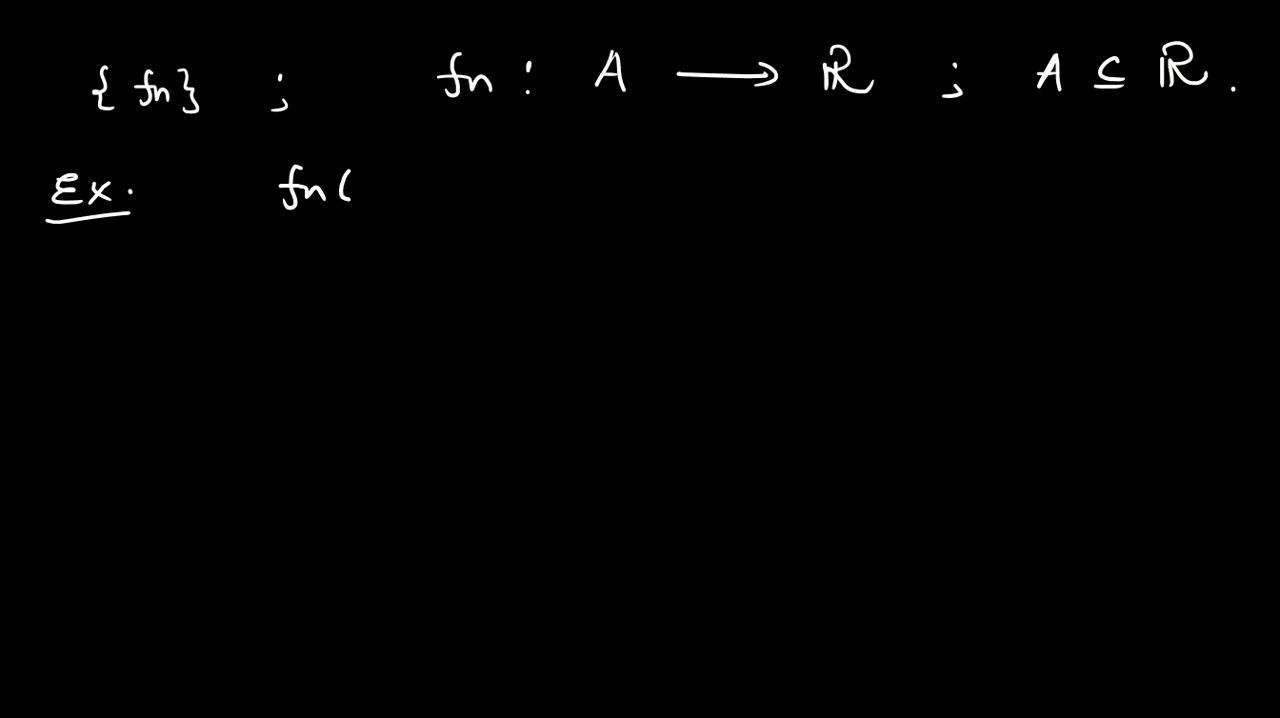 {fn} ; fn : A ⟶ ℝ ; A ⊆ ℝ .
Ex. fn(